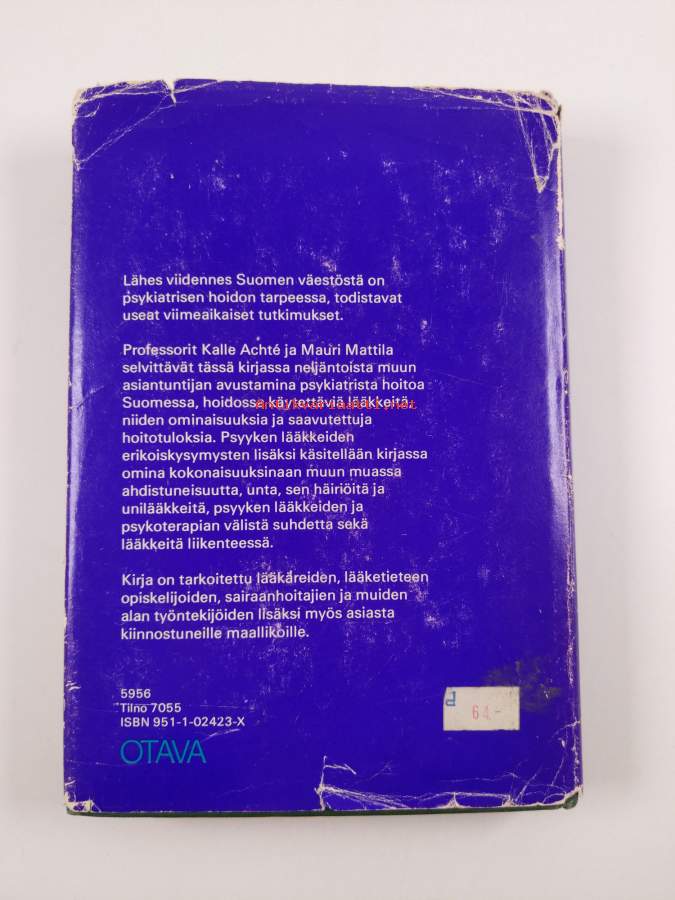 Lähes viidennes Suomen väestöstä on
psykiatrisen hoidon tarpeessa, todistavat
useat viimeaikaiset tutkimukset.
Professorit Kalle Achté ja Mauri Mattila
selvittävät tässä kirjassa neljäntoista muun
asiantuntijan avustamina psykiatrista hoitoa
Suomessa, hoidossa käytettäviä lääkkeitä,
Antikvariaatti.net
niiden ominaisuuksia ja saavutettuja
hoitotuloksia. Psyyken lääkkeiden
erikoiskysymysten lisäksi käsitellään kirjassa
omina kokonaisuuksinaan muun muassa
ahdistuneisuutta, unta, sen häiriöitä ja
unilääkkeitä, psyyken lääkkeiden ja
psykoterapian välistä suhdetta sekä
lääkkeitä liikenteessä.
Kirja on tarkoitettu lääkäreiden, lääketieteen
opiskelijoiden, sairaanhoitajien ja muiden
alan työntekijöiden lisäksi myös asiasta
kiinnostuneille maallikoille.
5956
Tilno 7055
ISBN 951-1-02423-X
OTAVA
d
64.-